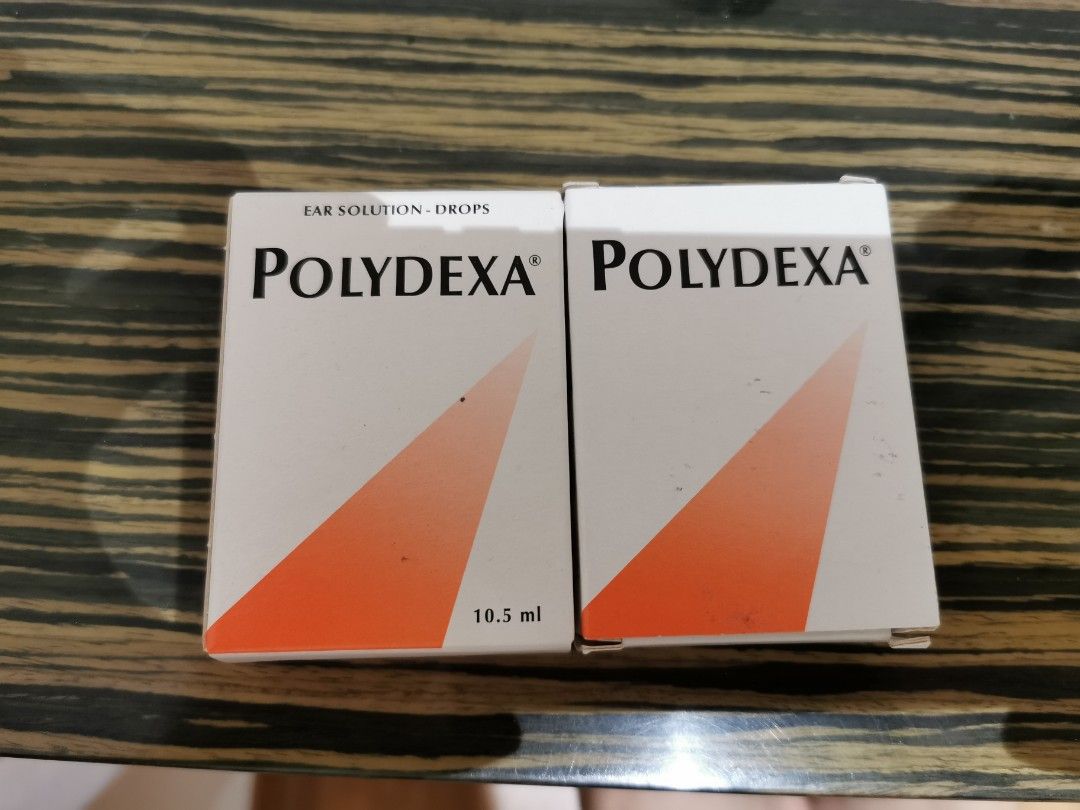 EAR SOLUTION - DROPS
POLYDEXA®
10.5 ml
POLYDEXA®